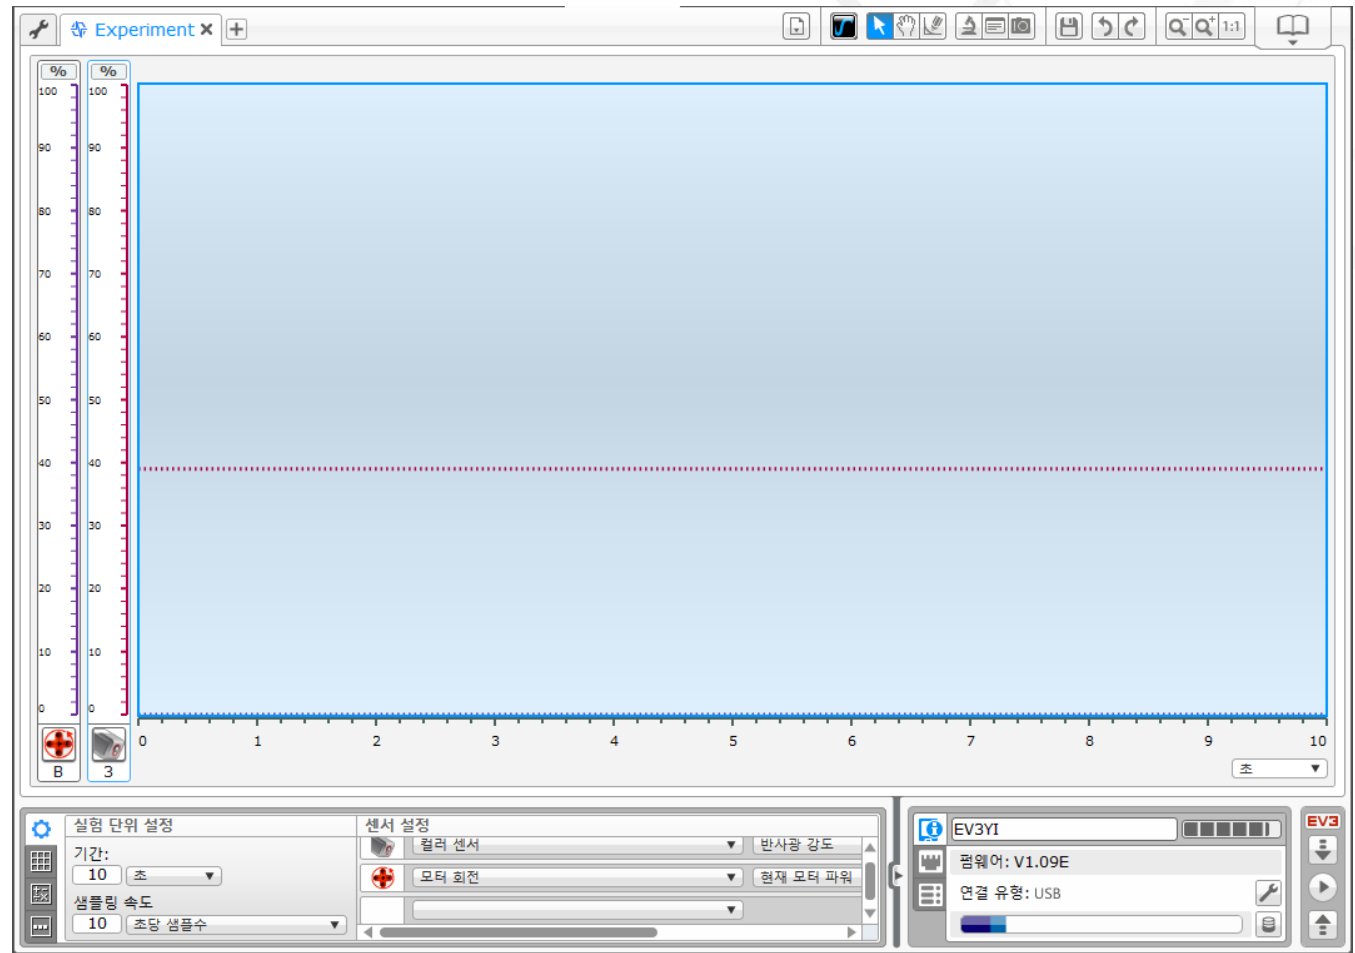 Experiment
1:1
% %
100 100
90 90
80 80
70 70
60 60
50 50
40 40
30 30
20 20
10 10
0 0
0 1 2 3 4 5 6 7 8 9 10
B 3
초
실험 단위 설정
기간:
10 초
샘플링 속도
10 초당 샘플수
센서 설정
컬러 센서 반사광 강도
모터 회전 현재 모터 파워
EV3YI
펌웨어: V1.09E
연결 유형: USB
EV3